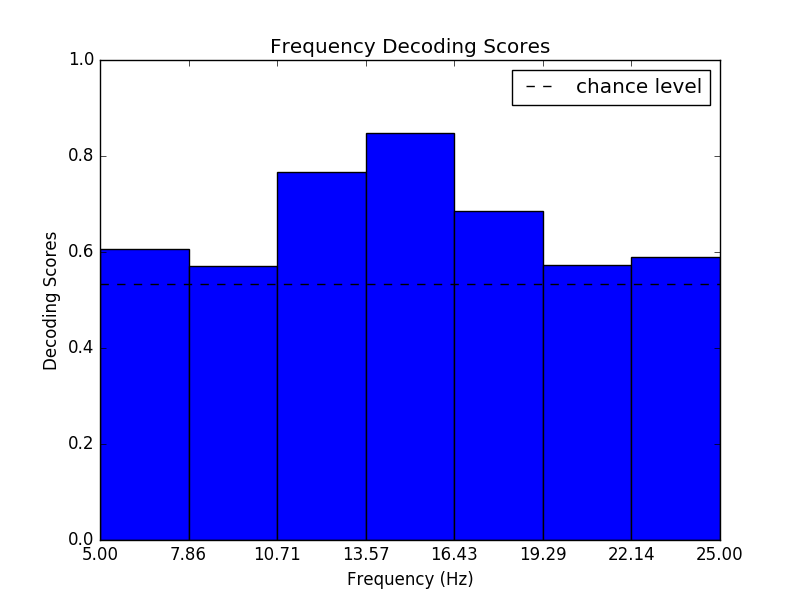 Frequency Decoding Scores
chance level
1.0
0.8
0.6
0.4
0.2
0.0
Decoding Scores
5.00 7.86 10.71 13.57 16.43 19.29 22.14 25.00
Frequency (Hz)